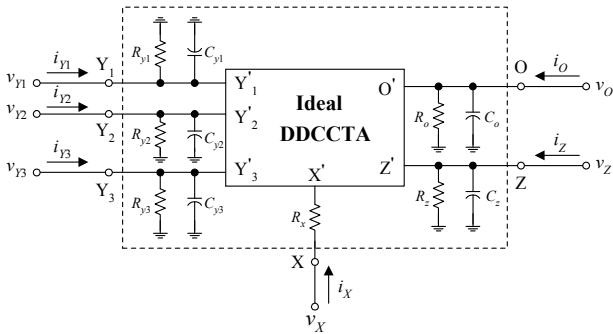 i_Y1 Y_1 R_y1 C_y1
v_Y1 Y'_1 O' O i_O
i_Y2 Ideal v_O
v_Y2 Y_2 Y'_2 DDCCTA R_o C_o
i_Y3 R_y2 C_y2 i_Z
v_Y3 Y'_3 X' Z' v_Z
Y_3 R_y3 C_y3 R_x R_z C_z Z
X
i_X
v_X